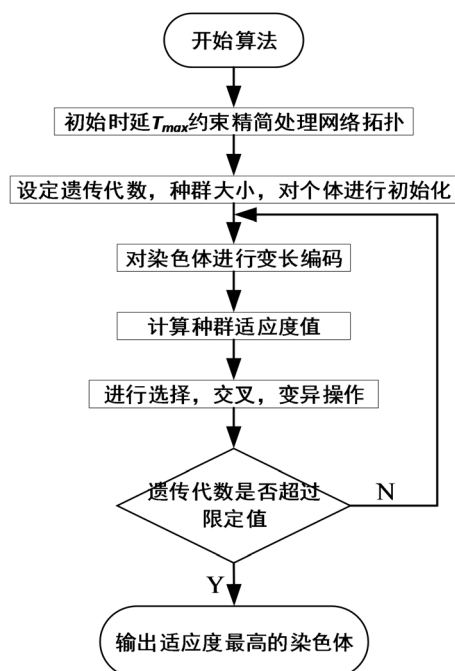 开始算法
初始时延Tmax约束精简处理网络拓扑
设定遗传代数，种群大小，对个体进行初始化
对染色体进行变长编码
计算种群适应度值
进行选择，交叉，变异操作
遗传代数是否超过
限定值
N
Y
输出适应度最高的染色体